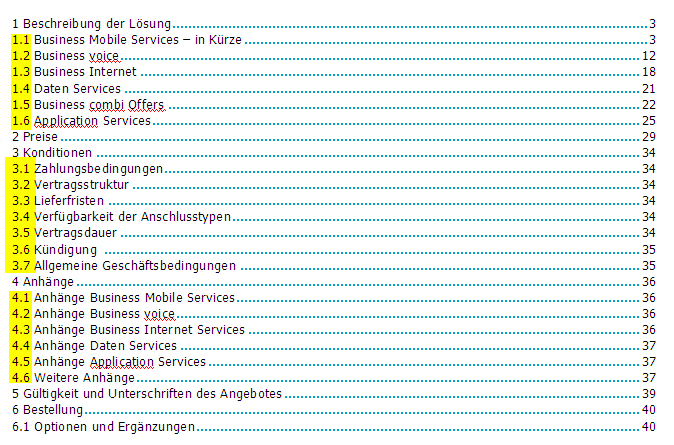 1 Beschreibung der Lösung 3
1.1 Business Mobile Services – in Kürze 3
1.2 Business voice 12
1.3 Business Internet 18
1.4 Daten Services 21
1.5 Business combi Offers 22
1.6 Application Services 25
2 Preise 29
3 Konditionen 34
3.1 Zahlungsbedingungen 34
3.2 Vertragsstruktur 34
3.3 Lieferfristen 34
3.4 Verfügbarkeit der Anschlusstypen 34
3.5 Vertragsdauer 34
3.6 Kündigung 35
3.7 Allgemeine Geschäftsbedingungen 35
4 Anhänge 36
4.1 Anhänge Business Mobile Services 36
4.2 Anhänge Business voice 36
4.3 Anhänge Business Internet Services 36
4.4 Anhänge Daten Services 37
4.5 Anhänge Application Services 37
4.6 Weitere Anhänge 37
5 Gültigkeit und Unterschriften des Angebotes 39
6 Bestellung 40
6.1 Optionen und Ergänzungen 40